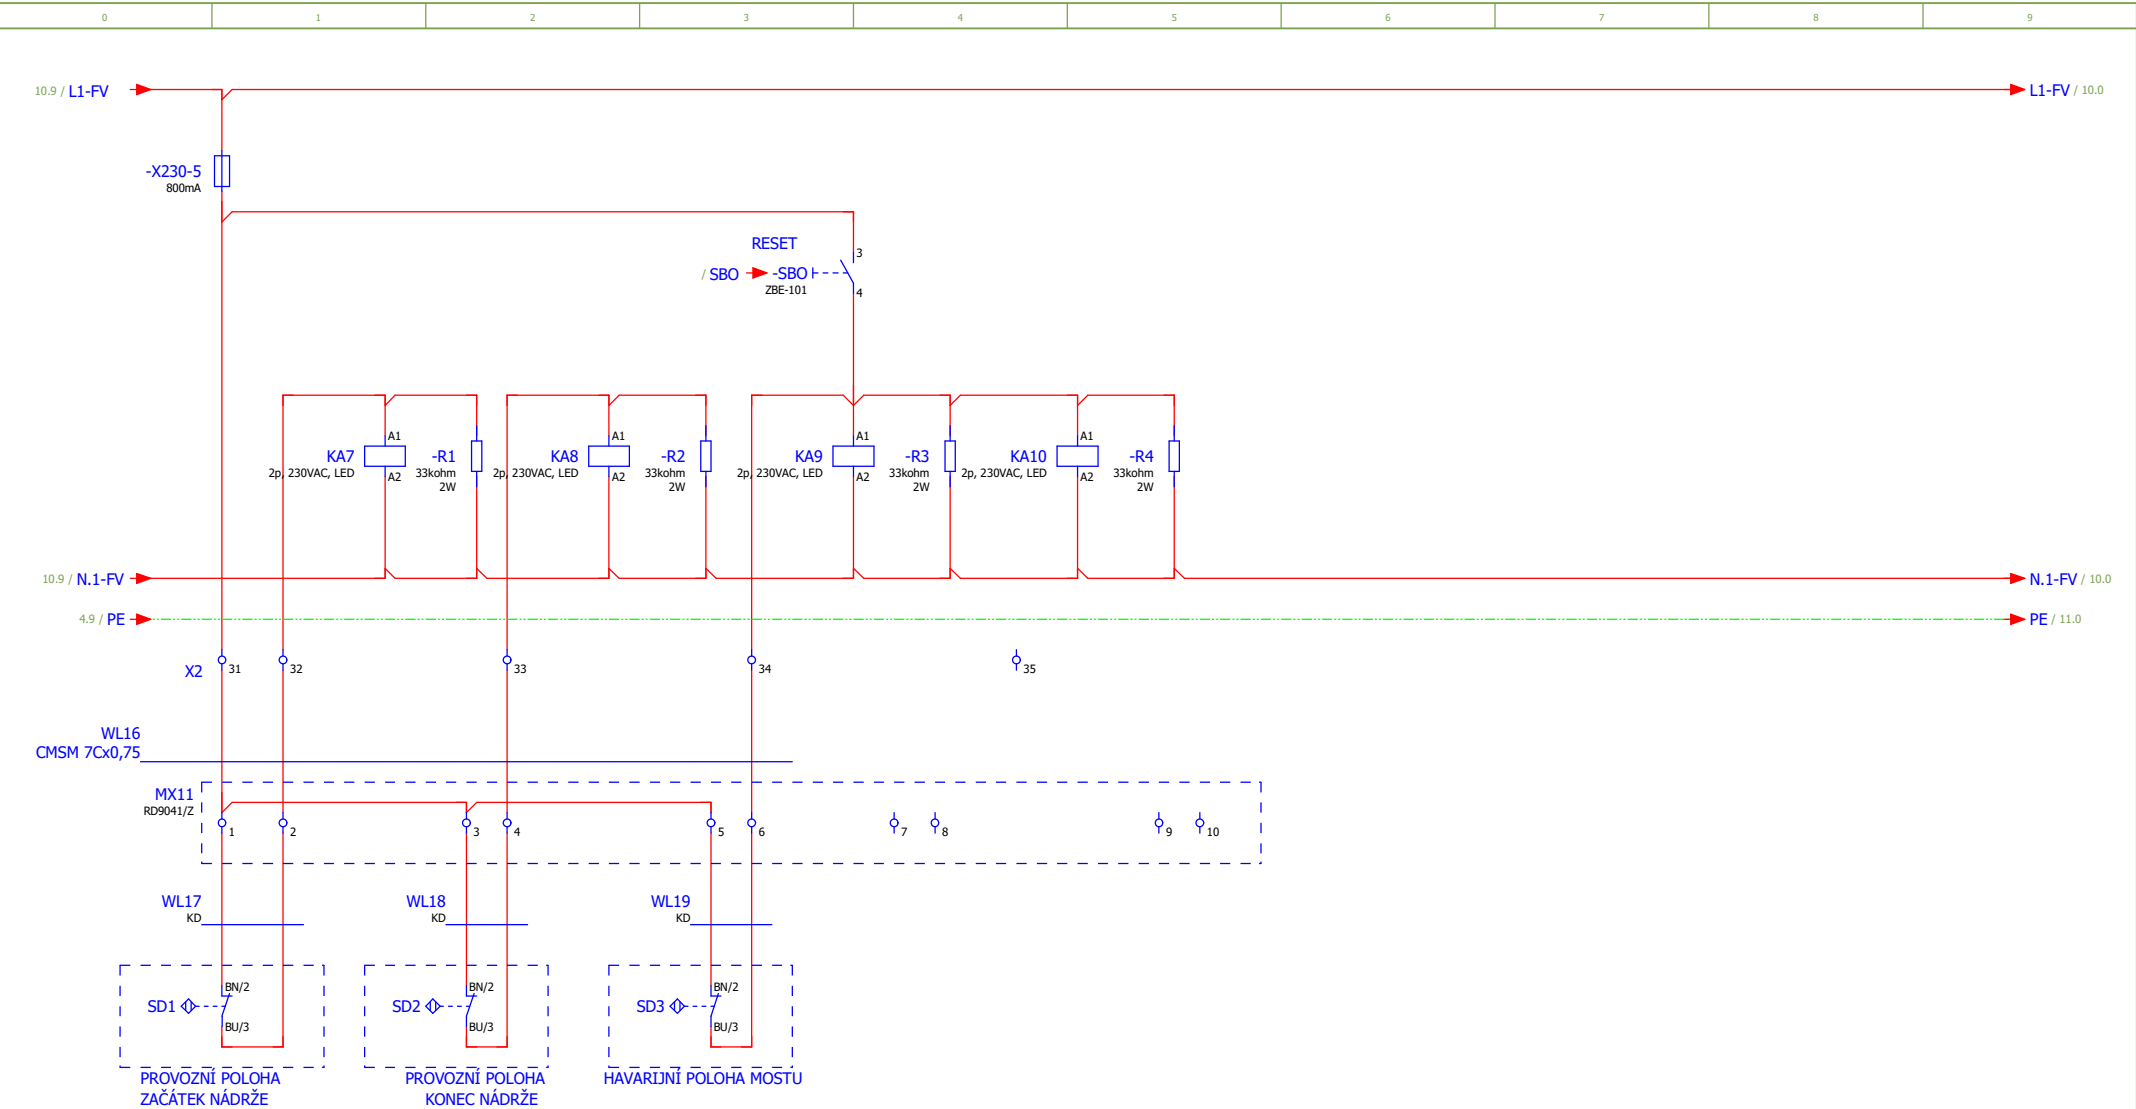 0 1 2 3 4 5 6 7 8 9
10.9 / L1-FV
L1-FV / 10.0
-X230-5
800mA
RESET
3
/ SBO
-SBO
ZBE-101
4
A1 A1 A1 A1
KA7 -R1 KA8 -R2 KA9 -R3 KA10 -R4
2p, 230VAC, LED 33kohm 2p, 230VAC, LED 33kohm 2p, 230VAC, LED 33kohm 2p, 230VAC, LED 33kohm
A2 A2 A2 A2
2W 2W 2W 2W
10.9 / N.1-FV
N.1-FV / 10.0
4.9 / PE
PE / 11.0
X2 31 32 33 34 35
WL16
CMSM 7Cx0,75
MX11
RD9041/Z
1 2 3 4 5 6 7 8 9 10
WL17 WL18 WL19
KD KD KD
BN/2 BN/2 BN/2
SD1 SD2 SD3
BU/3 BU/3 BU/3
PROVOZNÍ POLOHA
ZAČÁTEK NÁDRŽE
PROVOZNÍ POLOHA
KONEC NÁDRŽE
HAVARIJNÍ POLOHA MOSTU